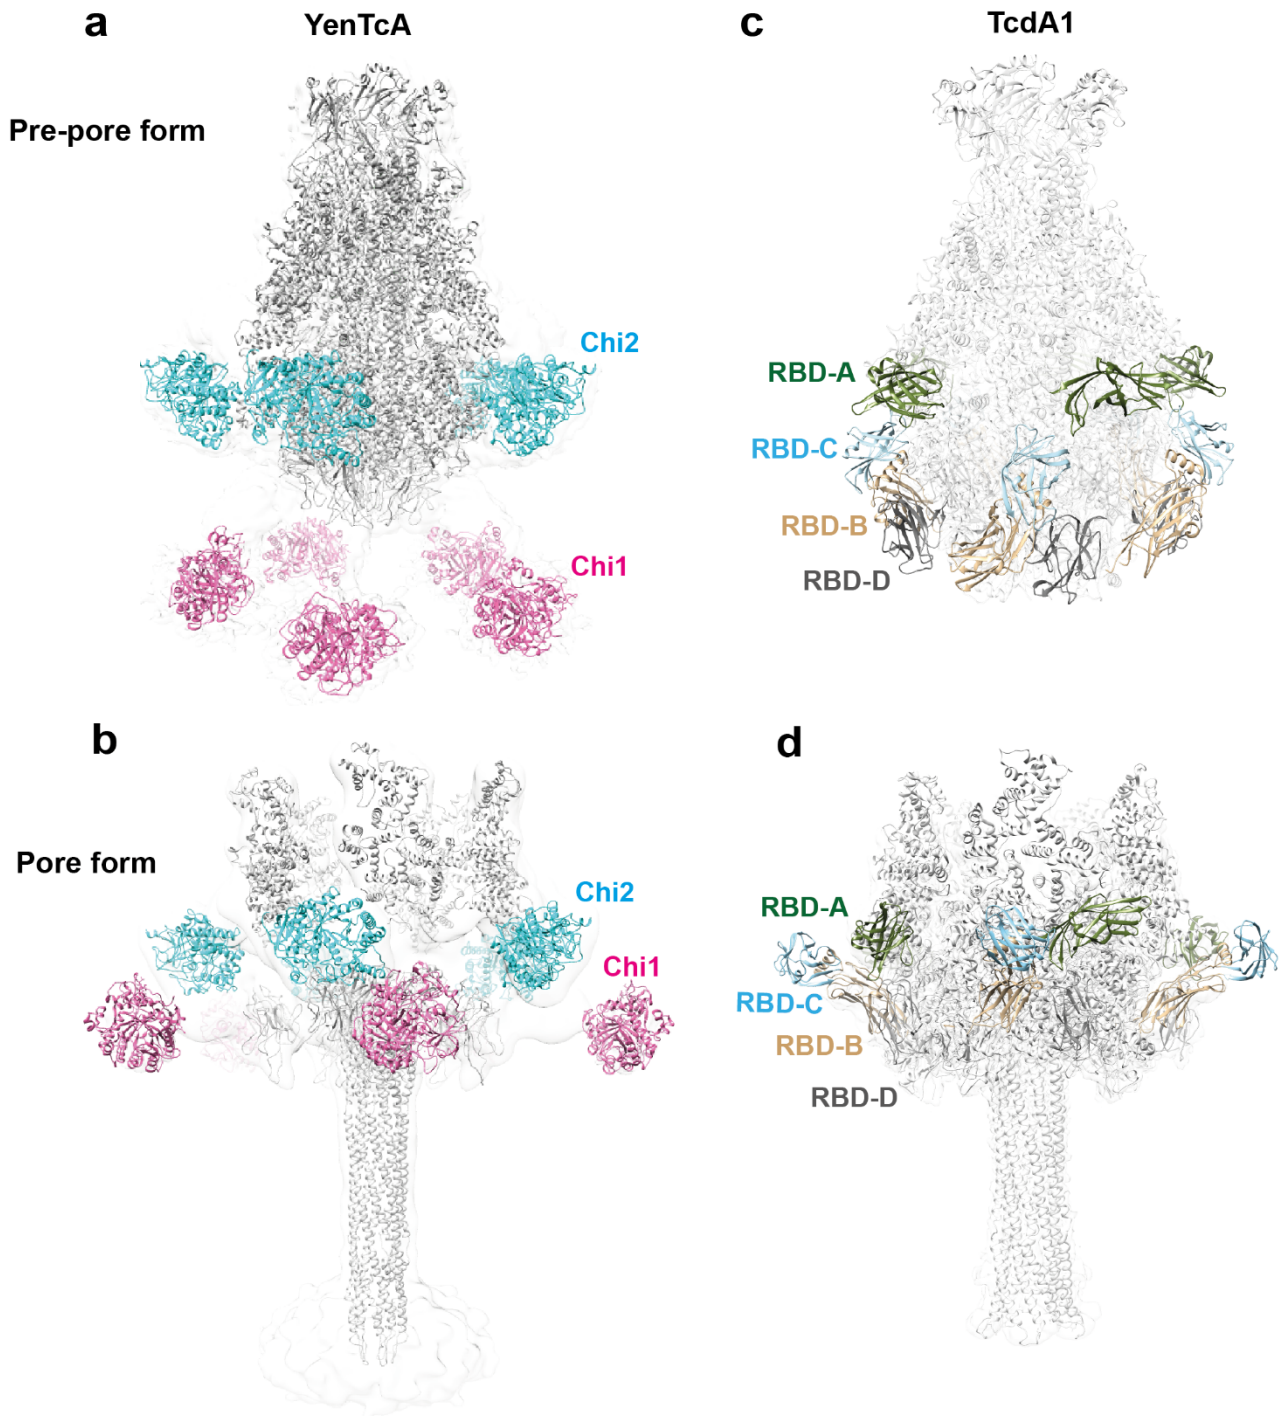 a
YenTcA
c
TcdA1
Pre-pore form
Chi2
Chi1
RBD-A
RBD-C
RBD-B
RBD-D
b
d
Pore form
Chi2
Chi1
RBD-A
RBD-C
RBD-B
RBD-D